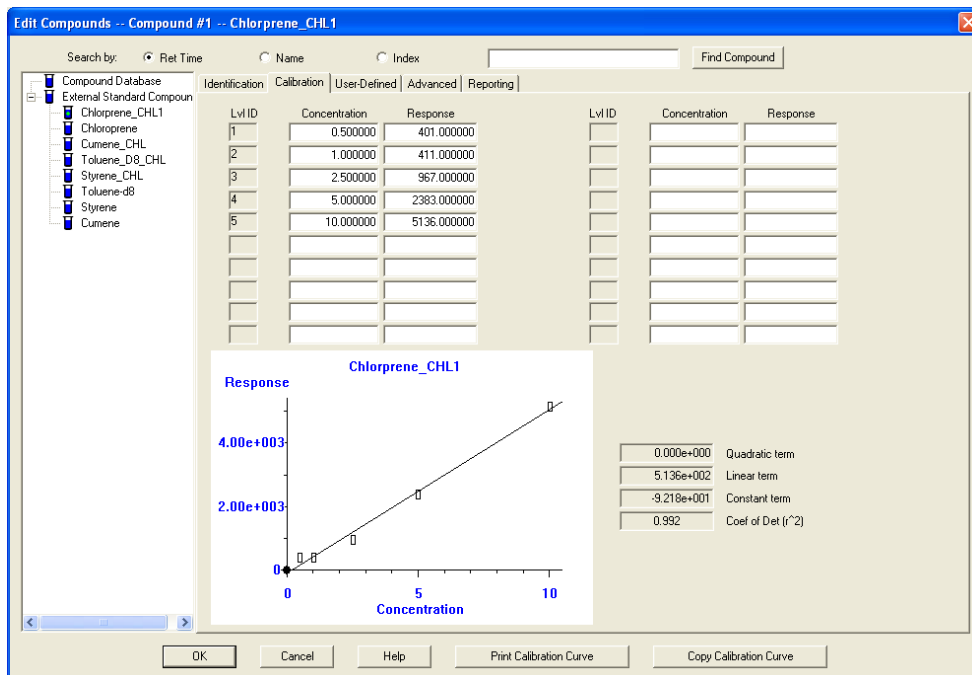 Edit Compounds -- Compound #1 -- Chlorprene_CHL1
Search by: Ret Time Name Index Find Compound
Compound Database
External Standard Compoun
Chlorprene_CHL1
Chloroprene
Cumene_CHL
Toluene_D8_CHL
Styrene_CHL
Toluene-d8
Styrene
Cumene
Identification Calibration User-Defined Advanced Reporting
Lvl ID Concentration Response Lvl ID Concentration Response
1 0.500000 401.000000
2 1.000000 411.000000
3 2.500000 967.000000
4 5.000000 2383.000000
5 10.000000 5136.000000
Chlorprene_CHL1
Response
4.00e+003
2.00e+003
0
0 5 10
Concentration
0.000e+000 Quadratic term
5.136e+002 Linear term
-9.218e+001 Constant term
0.992 Coef of Det (r^2)
OK Cancel Help Print Calibration Curve Copy Calibration Curve